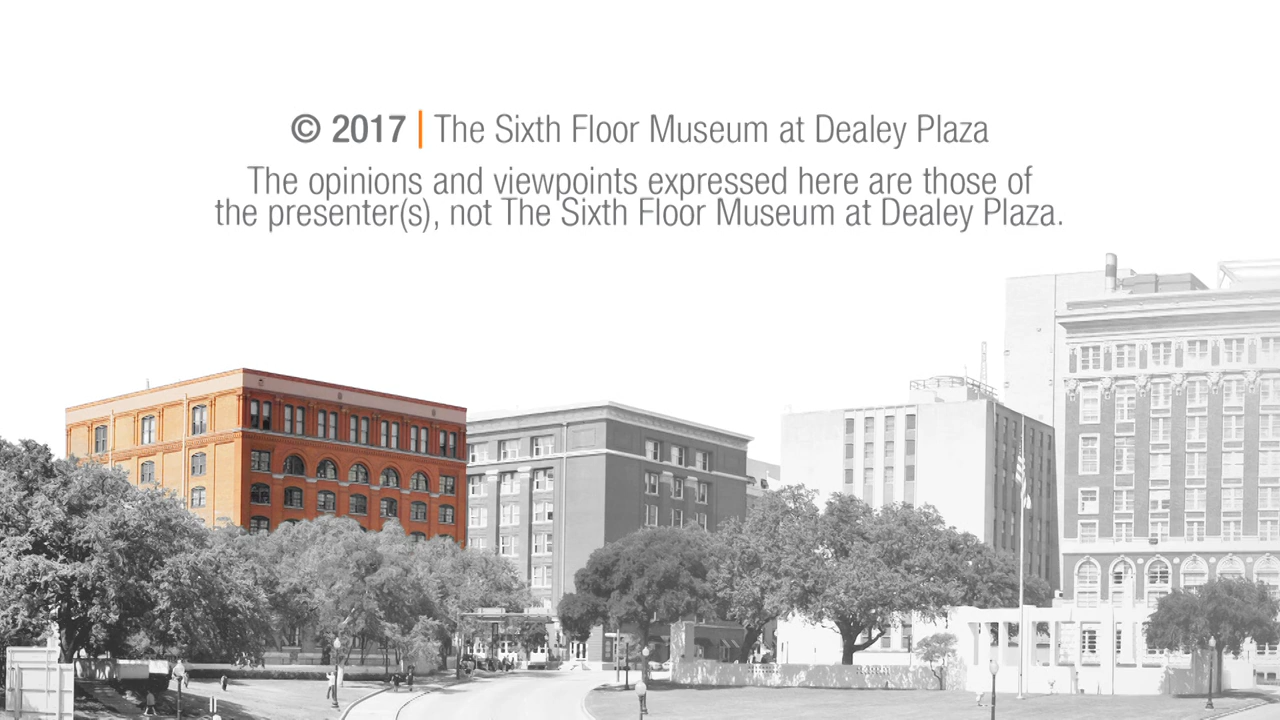 © 2017 | The Sixth Floor Museum at Dealey Plaza
The opinions and viewpoints expressed here are those of
the presenter(s), not The Sixth Floor Museum at Dealey Plaza.